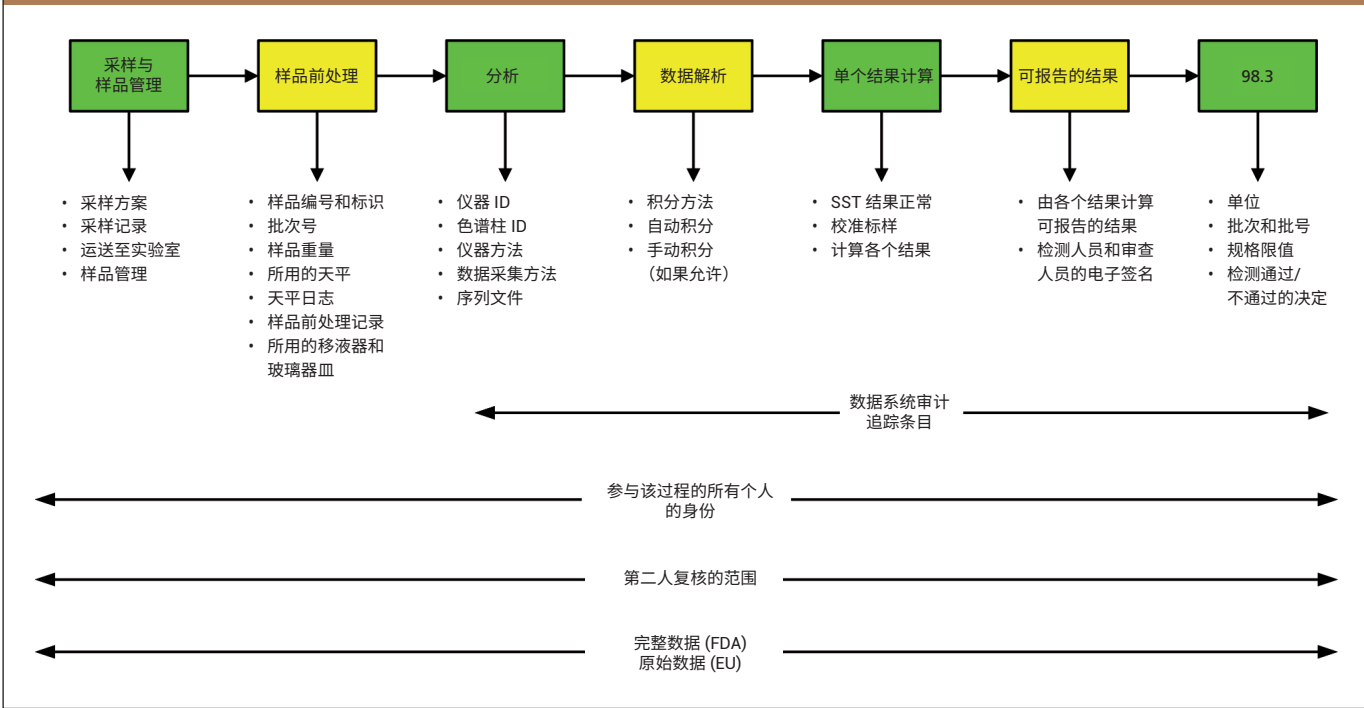 采样与
样品管理
样品前处理
分析
数据解析
单个结果计算
可报告的结果
98.3
• 采样方案
• 采样记录
• 运送至实验室
• 样品管理
• 样品编号和标识
• 批次号
• 样品重量
• 所用的天平
• 天平日志
• 样品前处理记录
• 所用的移液器和
玻璃器皿
• 仪器 ID
• 色谱柱 ID
• 仪器方法
• 数据采集方法
• 序列文件
• 积分方法
• 自动积分
• 手动积分
（如果允许）
• SST 结果正常
• 校准标样
• 计算各个结果
• 由各个结果计算
可报告的结果
• 检测人员和审查
人员的电子签名
• 单位
• 批次和批号
• 规格限值
• 检测通过/
不通过的决定
数据系统审计
追踪条目
参与该过程的所有个人
的身份
第二人复核的范围
完整数据 (FDA)
原始数据 (EU)